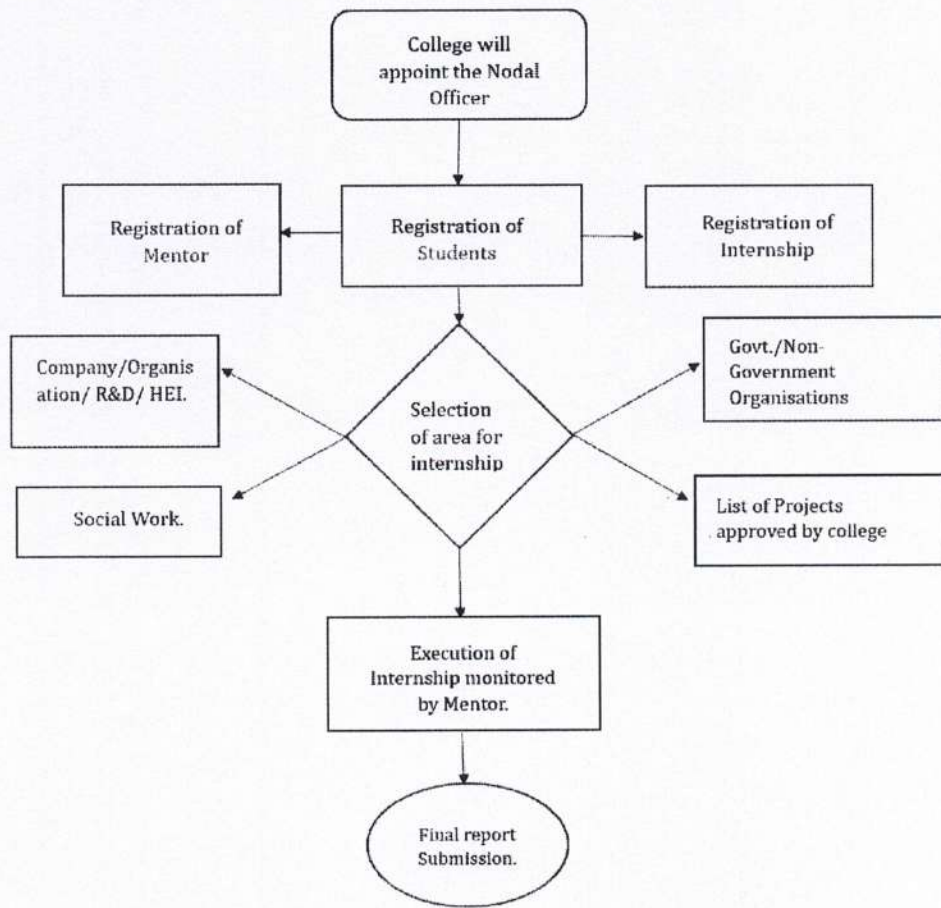 College will
appoint the Nodal
Officer
Registration of
Mentor
Registration of
Students
Registration of
Internship
Company/Organis
ation/ R&D/ HEI.
Govt./Non-
Government
Organisations
Selection
of area for
internship
Social Work.
List of Projects
approved by college
Execution of
Internship monitored
by Mentor.
Final report
Submission.